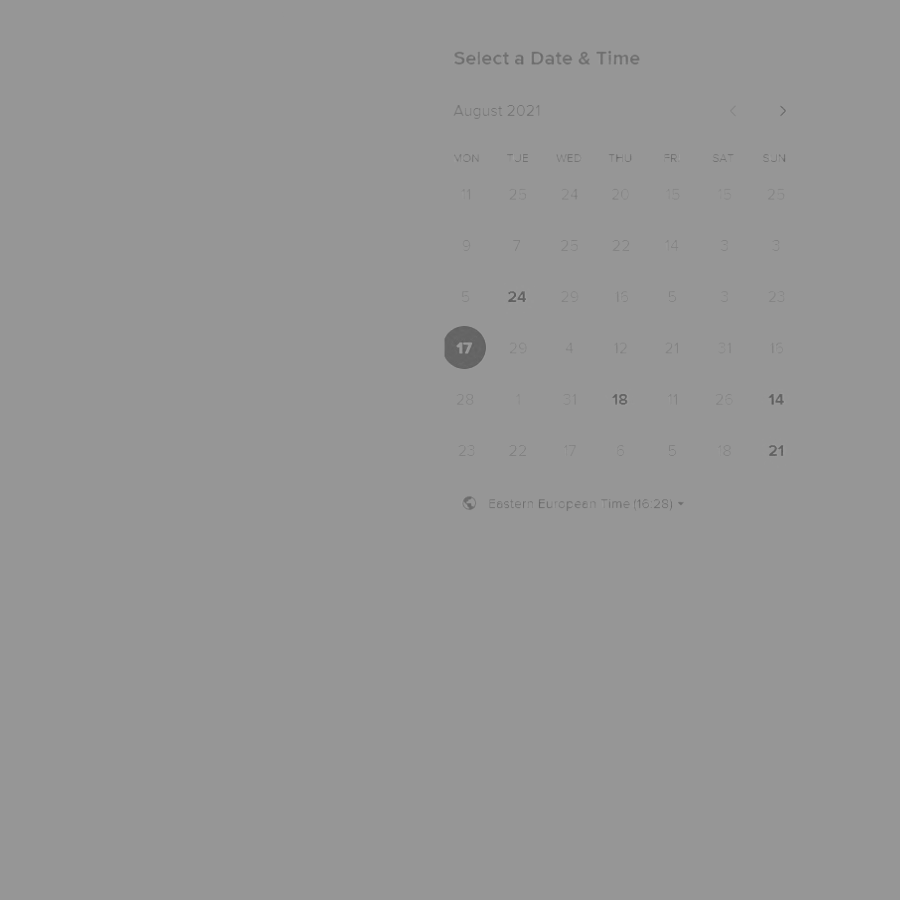 Select a Date & Time
August 2021
MON TUE WED THU FRI SAT SUN
11 25 24 20 15 15 25
9 7 25 22 14 3 3
5 24 29 16 5 3 23
17 29 4 12 21 31 16
28 1 31 18 11 26 14
23 22 17 6 5 18 21
Eastern European Time (16:28)